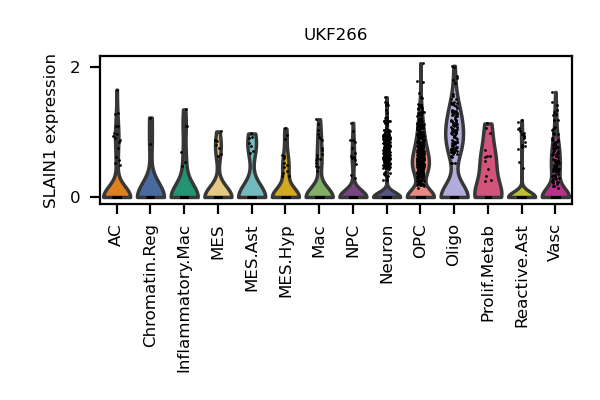 UKF266
SLAIN1 expression
2
0
AC
Chromatin.Reg
Inflammatory.Mac
MES
MES.Ast
MES.Hyp
Mac
NPC
Neuron
OPC
Oligo
Prolif.Metab
Reactive.Ast
Vasc